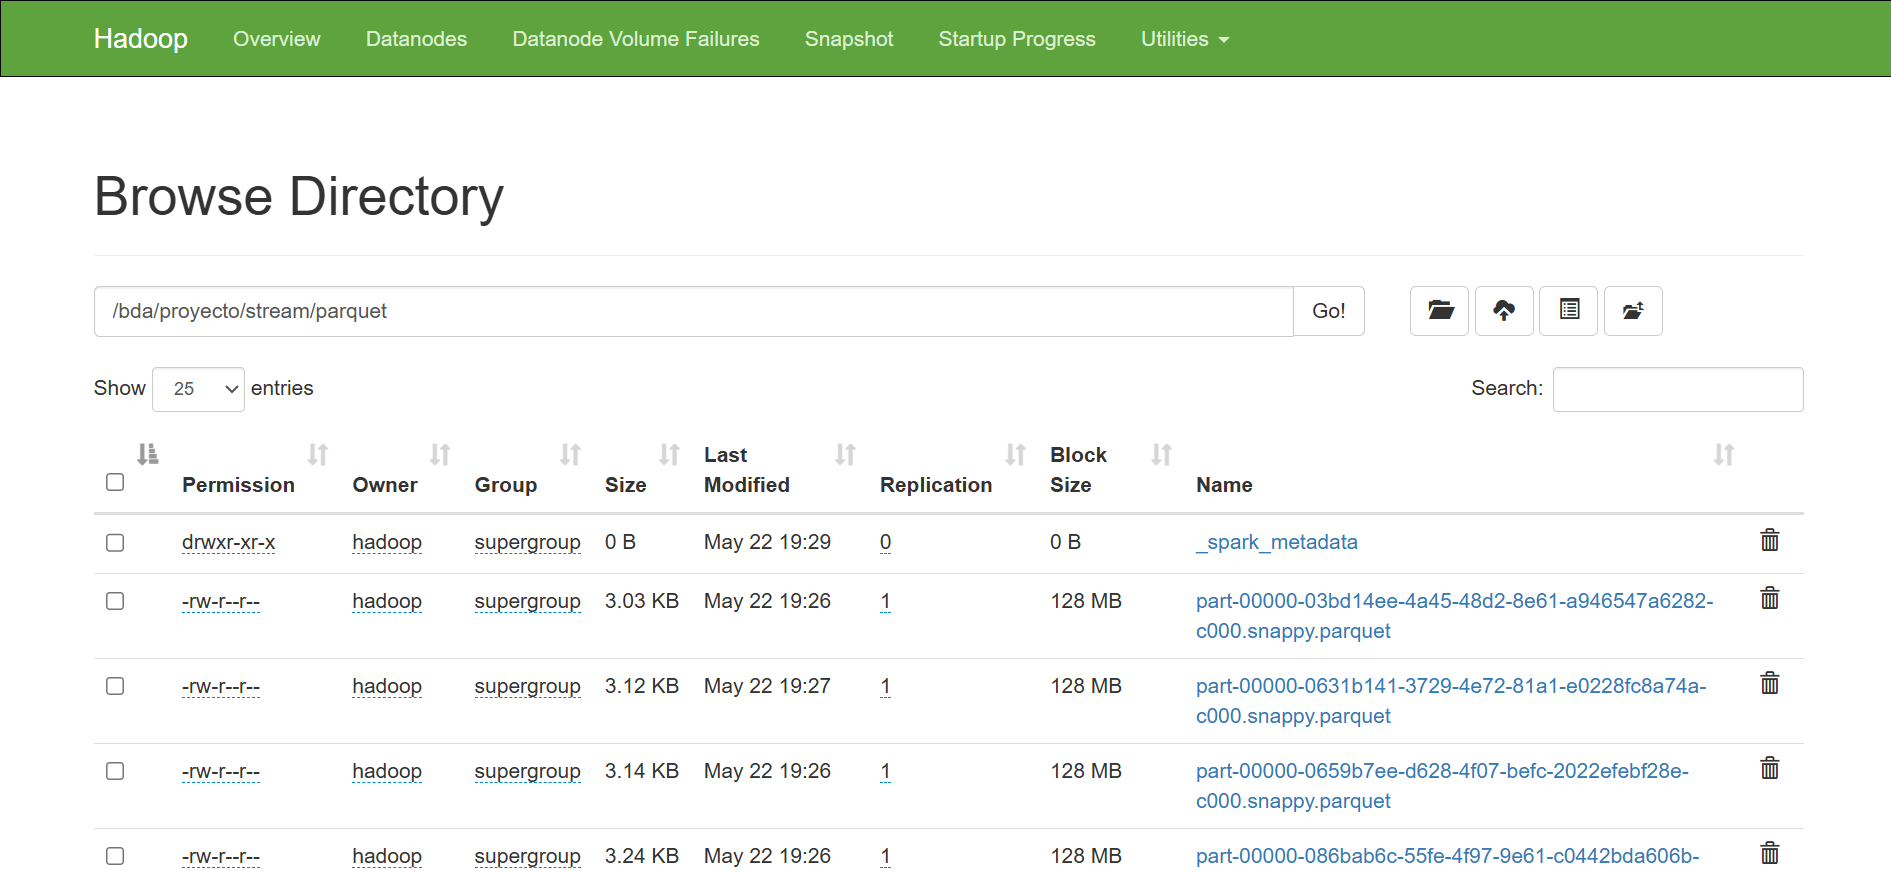 Hadoop Overview Datanodes Datanode Volume Failures Snapshot Startup Progress Utilities
Browse Directory
/bda/proyecto/stream/parquet Go!
Show 25 entries Search:
Permission Owner Group Size Last Modified Replication Block Size Name
drwxr-xr-x hadoop supergroup 0 B May 22 19:29 0 0 B _spark_metadata
-rw-r--r-- hadoop supergroup 3.03 KB May 22 19:26 1 128 MB part-00000-03bd14ee-4a45-48d2-8e61-a946547a6282-
c000.snappy.parquet
-rw-r--r-- hadoop supergroup 3.12 KB May 22 19:27 1 128 MB part-00000-0631b141-3729-4e72-81a1-e0228fc8a74a-
c000.snappy.parquet
-rw-r--r-- hadoop supergroup 3.14 KB May 22 19:26 1 128 MB part-00000-0659b7ee-d628-4f07-befc-2022efebf28e-
c000.snappy.parquet
-rw-r--r-- hadoop supergroup 3.24 KB May 22 19:26 1 128 MB part-00000-086bab6c-55fe-4f97-9e61-c0442bda606b-